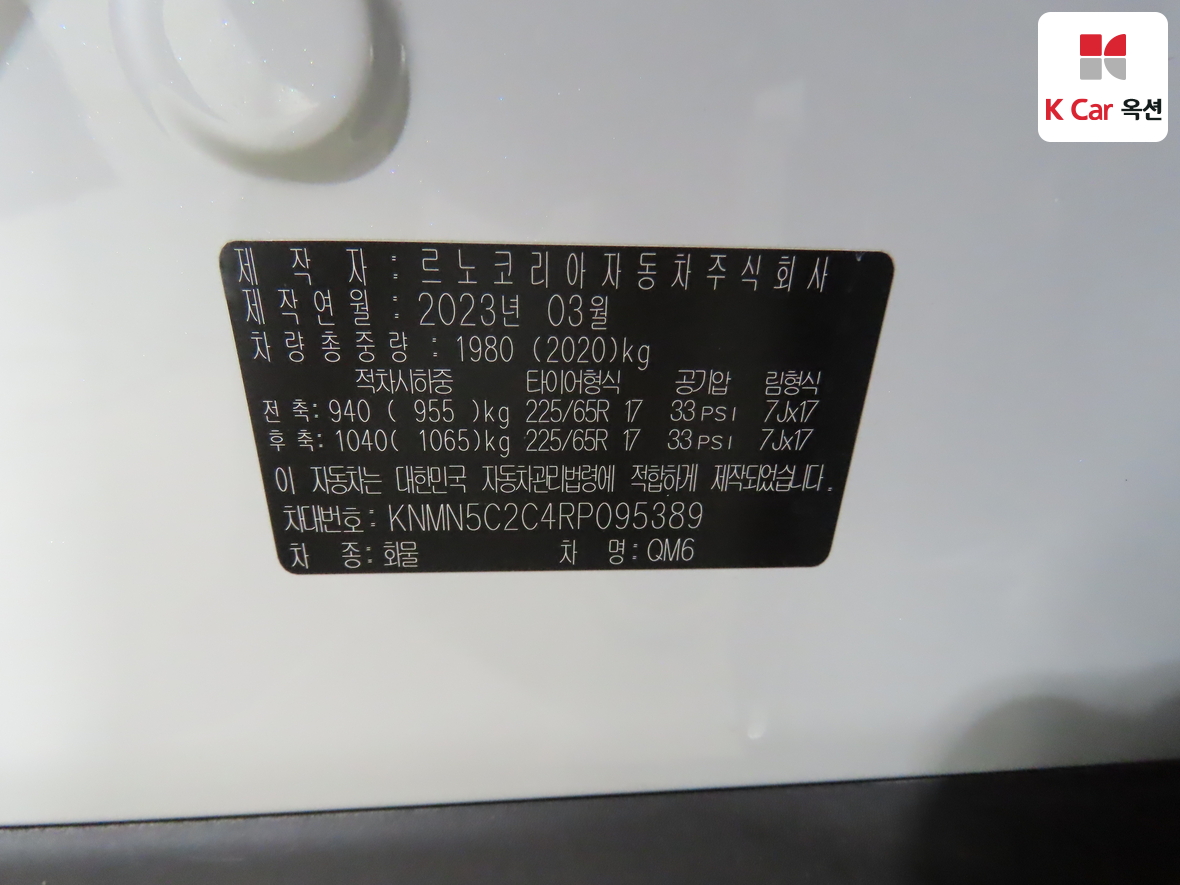 K Car 옥션
제 작 자 : 르노코리아자동차주식회사
제작연월 : 2023년 03월
차량총중량 : 1980 (2020)kg
적차시하중 타이어형식 공기압 림형식
전 축: 940 ( 955 )kg 225/65R 17 33 PSI 7Jx17
후 축: 1040( 1065)kg 225/65R 17 33 PSI 7Jx17
이 자동차는 대한민국 자동차관리법령에 적합하게 제작되었습니다.
차대번호: KNMN5C2C4RP095389
차 종: 화물 차 명: QM6